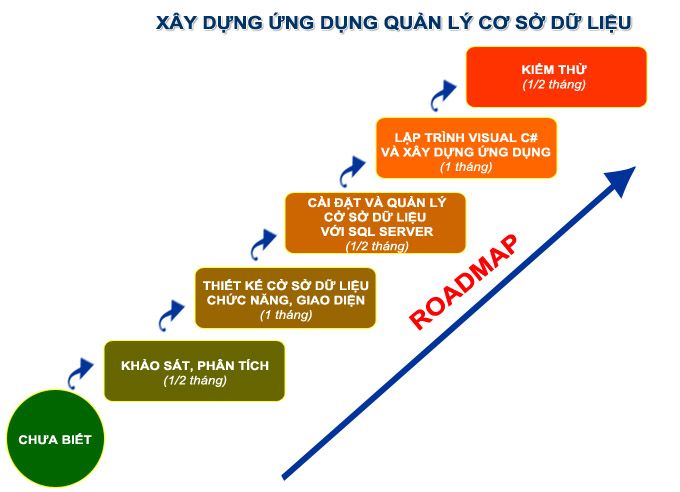 XÂY DỰNG ỨNG DỤNG QUẢN LÝ CƠ SỞ DỮ LIỆU
KIỂM THỬ
(1/2 tháng)
LẬP TRÌNH VISUAL C#
VÀ XÂY DỰNG ỨNG DỤNG
(1 tháng)
CÀI ĐẶT VÀ QUẢN LÝ
CỞ SỞ DỮ LIỆU
VỚI SQL SERVER
(1/2 tháng)
THIẾT KẾ CỞ SỞ DỮ LIỆU
CHỨC NĂNG, GIAO DIỆN
(1 tháng)
KHẢO SÁT, PHÂN TÍCH
(1/2 tháng)
CHƯA BIẾT
ROADMAP